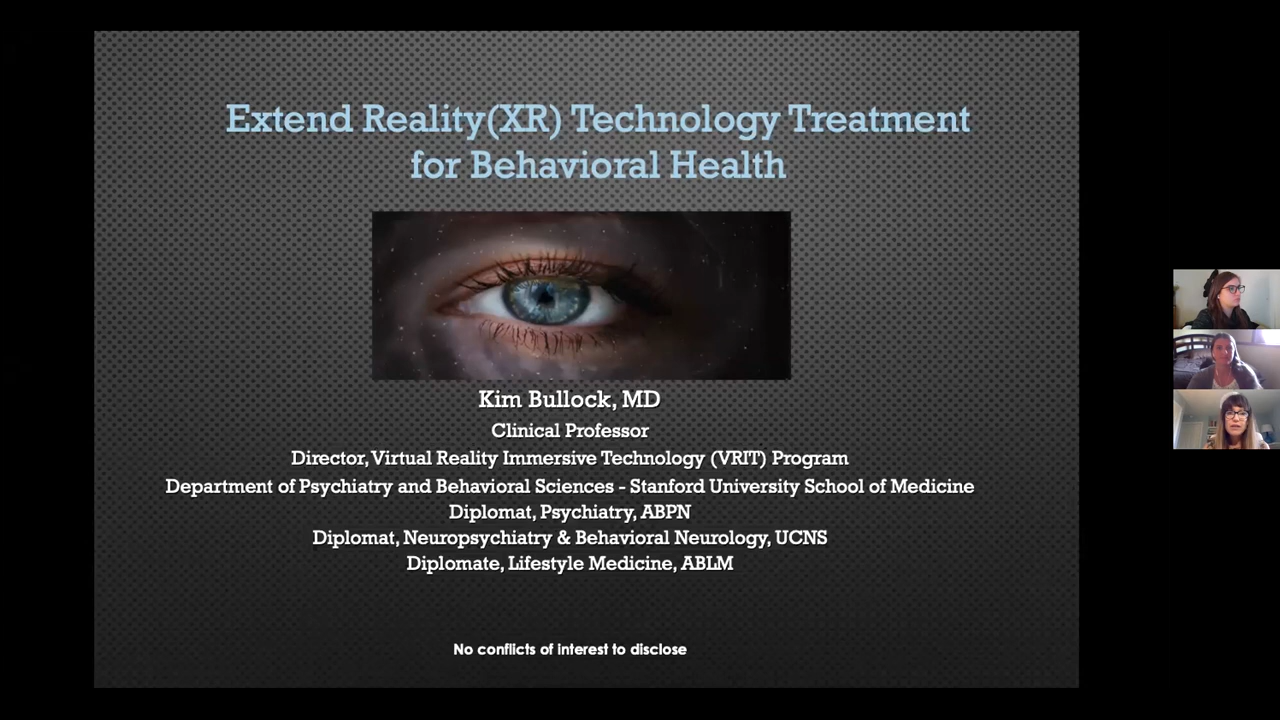 Extend Reality(XR) Technology Treatment
for Behavioral Health
Kim Bullock, MD
Clinical Professor
Director, Virtual Reality Immersive Technology (VRIT) Program
Department of Psychiatry and Behavioral Sciences - Stanford University School of Medicine
Diplomat, Psychiatry, ABPN
Diplomat, Neuropsychiatry & Behavioral Neurology, UCNS
Diplomate, Lifestyle Medicine, ABLM
No conflicts of interest to disclose